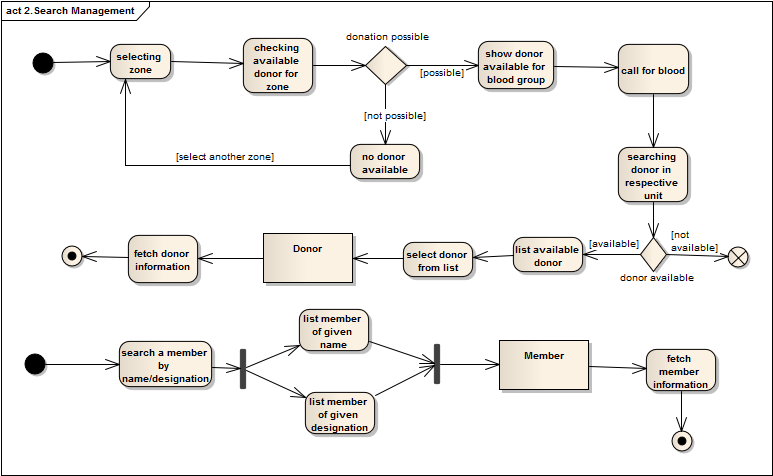 act 2.Search Management
donation possible
selecting
zone
checking
available
donor for
zone
[possible]
show donor
available for
blood group
call for blood
[not possible]
no donor
available
[select another zone]
searching
donor in
respective
unit
[not
available]
[available]
donor available
list available
donor
select donor
from list
Donor
fetch donor
information
search a member
by
name/designation
list member
of given
name
list member
of given
designation
Member
fetch
member
information